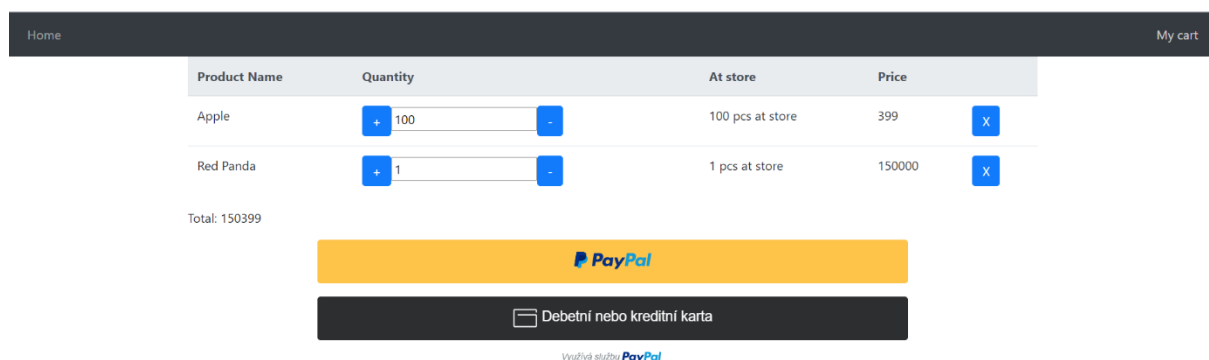 Home My cart
Product Name Quantity At store Price
Apple + 100 - 100 pcs at store 399 X
Red Panda + 1 - 1 pcs at store 150000 X
Total: 150399
PayPal
Debetní nebo kreditní karta
Využívá službu PayPal